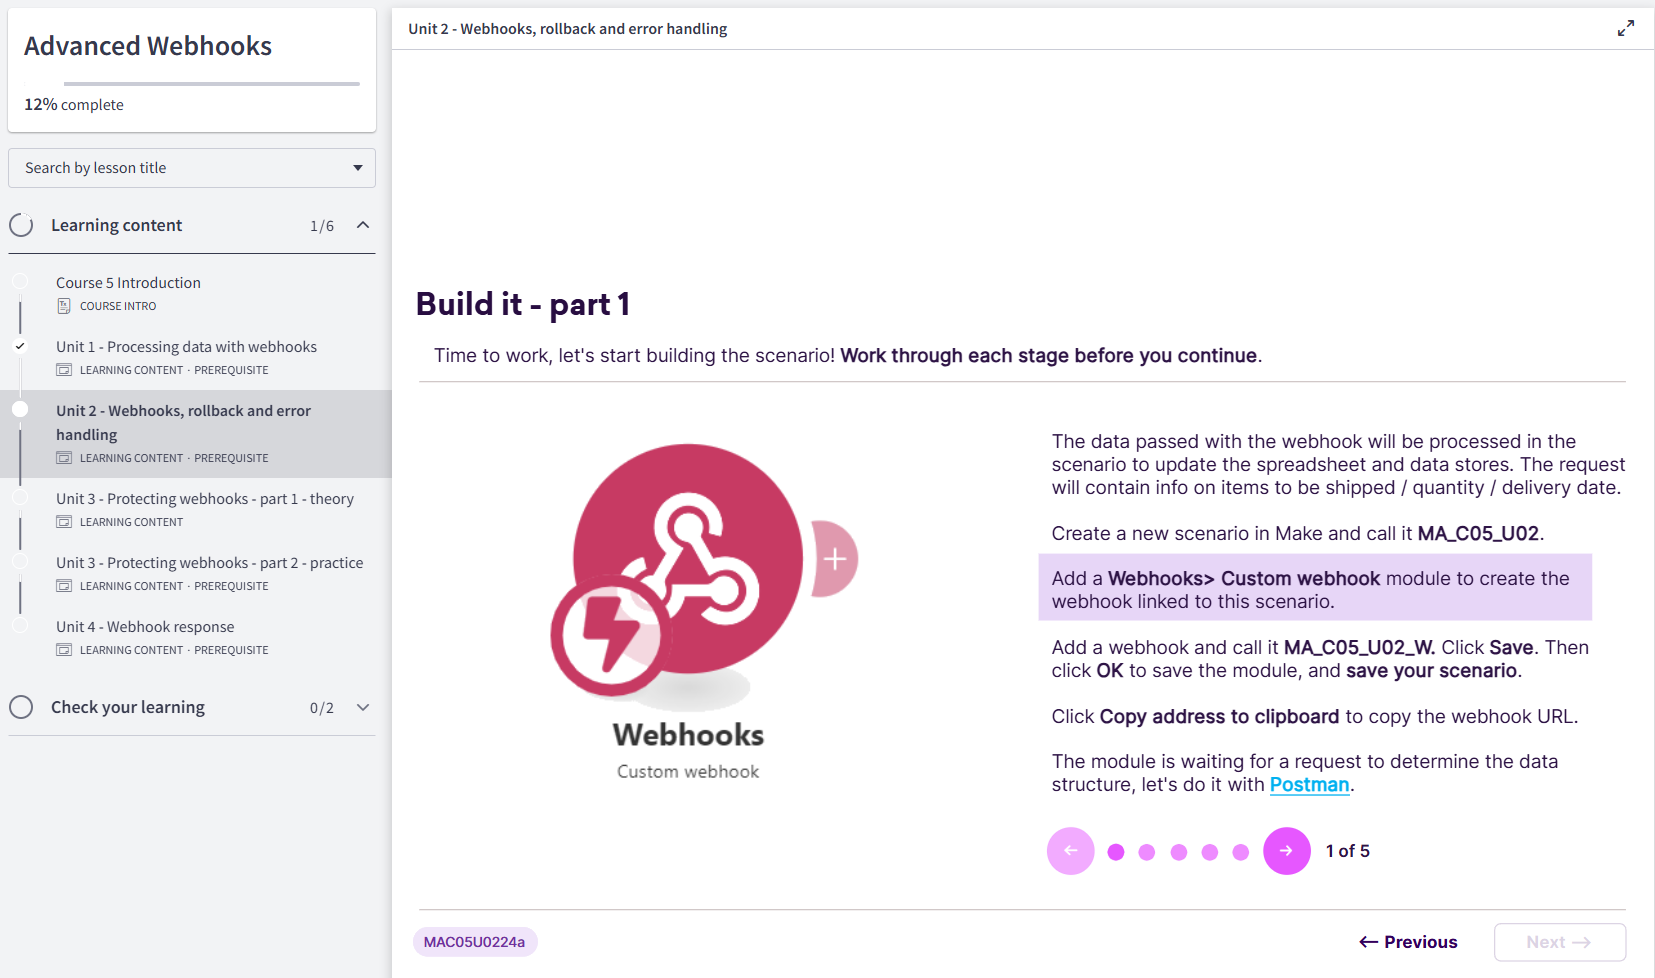 Advanced Webhooks
12% complete
Search by lesson title
Learning content 1/6
Course 5 Introduction
COURSE INTRO
Unit 1 - Processing data with webhooks
LEARNING CONTENT · PREREQUISITE
Unit 2 - Webhooks, rollback and error
handling
LEARNING CONTENT · PREREQUISITE
Unit 3 - Protecting webhooks - part 1 - theory
LEARNING CONTENT
Unit 3 - Protecting webhooks - part 2 - practice
LEARNING CONTENT · PREREQUISITE
Unit 4 - Webhook response
LEARNING CONTENT · PREREQUISITE
Check your learning 0/2
Unit 2 - Webhooks, rollback and error handling
Build it - part 1
Time to work, let's start building the scenario! Work through each stage before you continue.
Webhooks
Custom webhook
The data passed with the webhook will be processed in the
scenario to update the spreadsheet and data stores. The request
will contain info on items to be shipped / quantity / delivery date.
Create a new scenario in Make and call it MA_C05_U02.
Add a Webhooks> Custom webhook module to create the
webhook linked to this scenario.
Add a webhook and call it MA_C05_U02_W. Click Save. Then
click OK to save the module, and save your scenario.
Click Copy address to clipboard to copy the webhook URL.
The module is waiting for a request to determine the data
structure, let's do it with Postman.
1 of 5
MAC05U0224a
← Previous
Next →